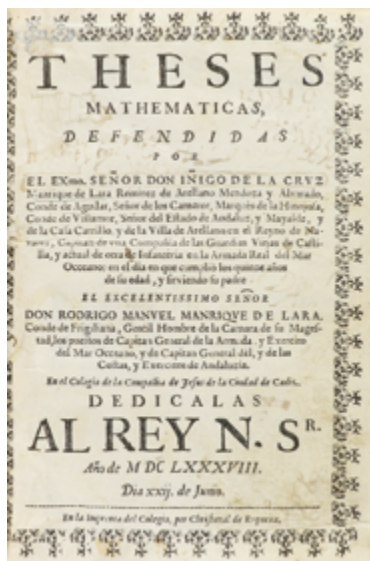 THESES
MATHEMATICAS,
DEFENDIDAS
POR
EL EXmo. SEÑOR DON IÑIGO DE LA CRVZ
Manrique de Lara Ramirez de Arellano Mendoza y Alvarado,
Conde de Aguilar, Señor de los Cameros, Marquès de la Hinojosa,
Conde de Villamor, Señor del Estado de Andaluz, y Mayalde, y
de la Casa Carrillo, y de la Villa de Arellano en el Reyno de Na-
varra, Capitan de una Compañia de las Guardias Viejas de Casti-
lla, y actual de otra de Infanteria en la Armada Real del Mar
Occeano: en el dia en que cumpliò los quinze años
de su edad, y sirviendo su padre
EL EXCELENTISSIMO SEÑOR
DON RODRIGO MANVEL MANRIQVE DE LARA.
Conde de Frigiliana, Gentil Hombre de la Camara de su Mages-
tad, los puestos de Capitan General de la Armada, y Exercito
del Mar Occeano, y de Capitan General del, y de las
Costas, y Exercitos de Andalucia.
En el Colegio de la Compañia de Jesus de la Ciudad de Cadiz.
DEDICALAS
AL REY N. SR.
Año de M DC LXXXVIII.
Dia xxij. de Junio.
En la Imprenta del Colegio, por Christoval de Requena.